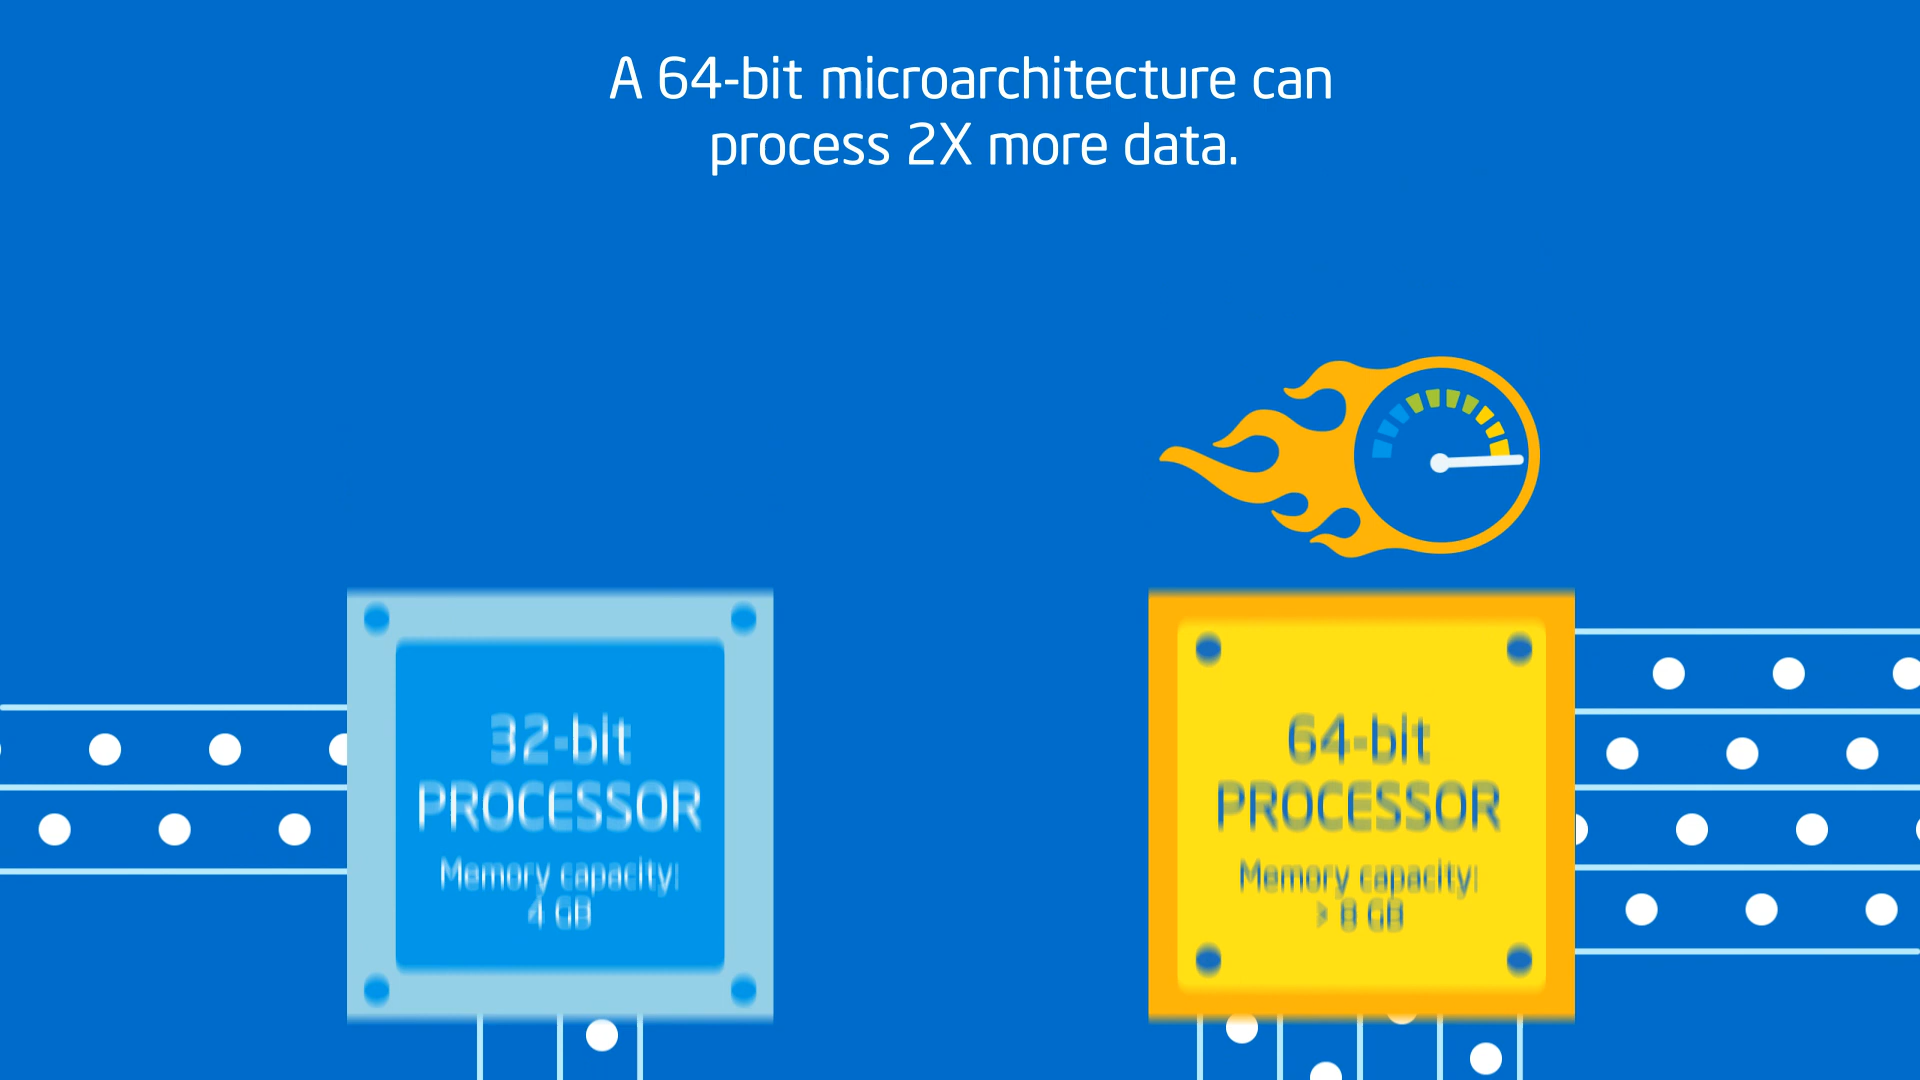 A 64-bit microarchitecture can
process 2X more data.
32-bit
PROCESSOR
Memory capacity:
4 GB
64-bit
PROCESSOR
Memory capacity:
> 8 GB